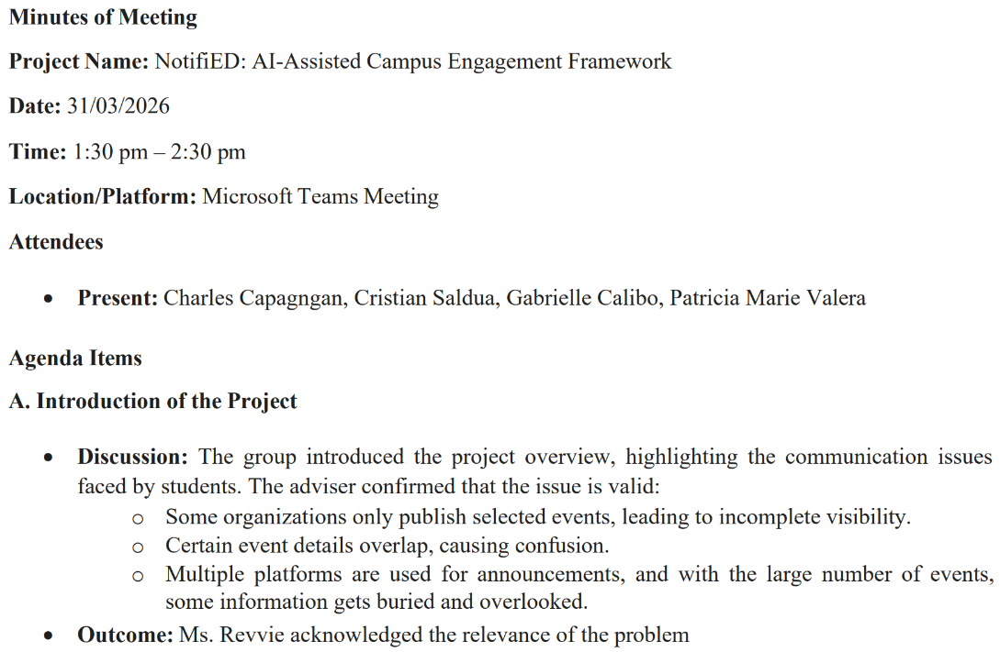 Minutes of Meeting
Project Name: NotifiED: AI-Assisted Campus Engagement Framework
Date: 31/03/2026
Time: 1:30 pm – 2:30 pm
Location/Platform: Microsoft Teams Meeting
Attendees
• Present: Charles Capagngan, Cristian Saldua, Gabrielle Calibo, Patricia Marie Valera
Agenda Items
A. Introduction of the Project
• Discussion: The group introduced the project overview, highlighting the communication issues
faced by students. The adviser confirmed that the issue is valid:
o Some organizations only publish selected events, leading to incomplete visibility.
o Certain event details overlap, causing confusion.
o Multiple platforms are used for announcements, and with the large number of events,
some information gets buried and overlooked.
• Outcome: Ms. Revvie acknowledged the relevance of the problem